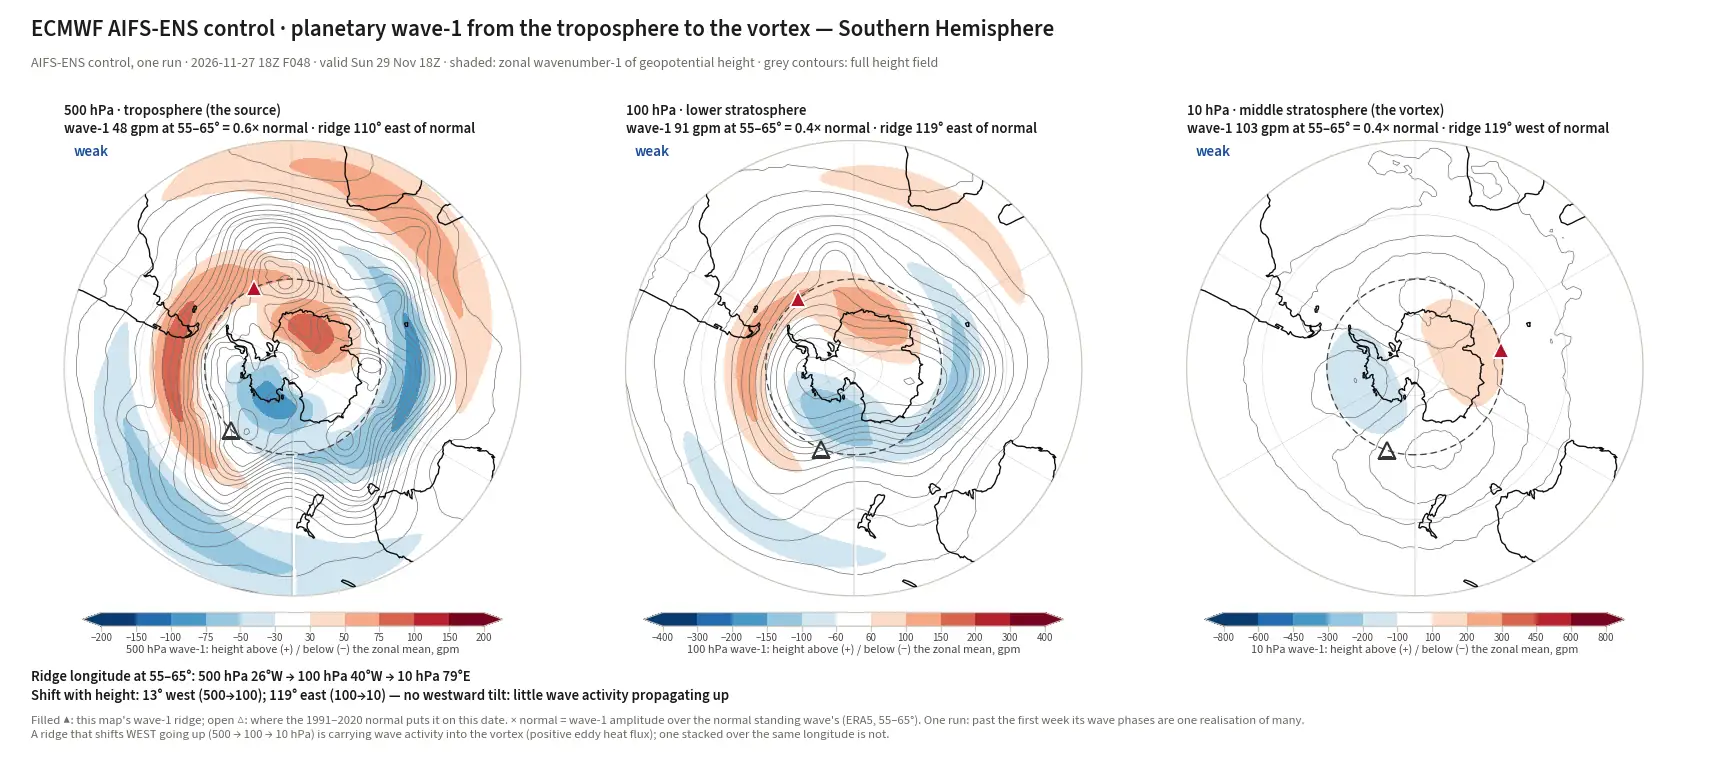 ECMWF AIFS-ENS control · planetary wave-1 from the troposphere to the vortex — Southern Hemisphere
AIFS-ENS control, one run · 2026-11-27 18Z F048 · valid Sun 29 Nov 18Z · shaded: zonal wavenumber-1 of geopotential height · grey contours: full height field
500 hPa · troposphere (the source)
wave-1 48 gpm at 55–65° = 0.6× normal · ridge 110° east of normal
weak
100 hPa · lower stratosphere
wave-1 91 gpm at 55–65° = 0.4× normal · ridge 119° east of normal
weak
10 hPa · middle stratosphere (the vortex)
wave-1 103 gpm at 55–65° = 0.4× normal · ridge 119° west of normal
weak
−200 −150 −100 −75 −50 −30 30 50 75 100 150 200
500 hPa wave-1: height above (+) / below (−) the zonal mean, gpm
−400 −300 −200 −150 −100 −60 60 100 150 200 300 400
100 hPa wave-1: height above (+) / below (−) the zonal mean, gpm
−800 −600 −450 −300 −200 −100 100 200 300 450 600 800
10 hPa wave-1: height above (+) / below (−) the zonal mean, gpm
Ridge longitude at 55–65°: 500 hPa 26°W → 100 hPa 40°W → 10 hPa 79°E
Shift with height: 13° west (500→100); 119° east (100→10) — no westward tilt: little wave activity propagating up
Filled ▲: this map's wave-1 ridge; open △: where the 1991–2020 normal puts it on this date. × normal = wave-1 amplitude over the normal standing wave's (ERA5, 55–65°). One run: past the first week its wave phases are one realisation of many.
A ridge that shifts WEST going up (500 → 100 → 10 hPa) is carrying wave activity into the vortex (positive eddy heat flux); one stacked over the same longitude is not.